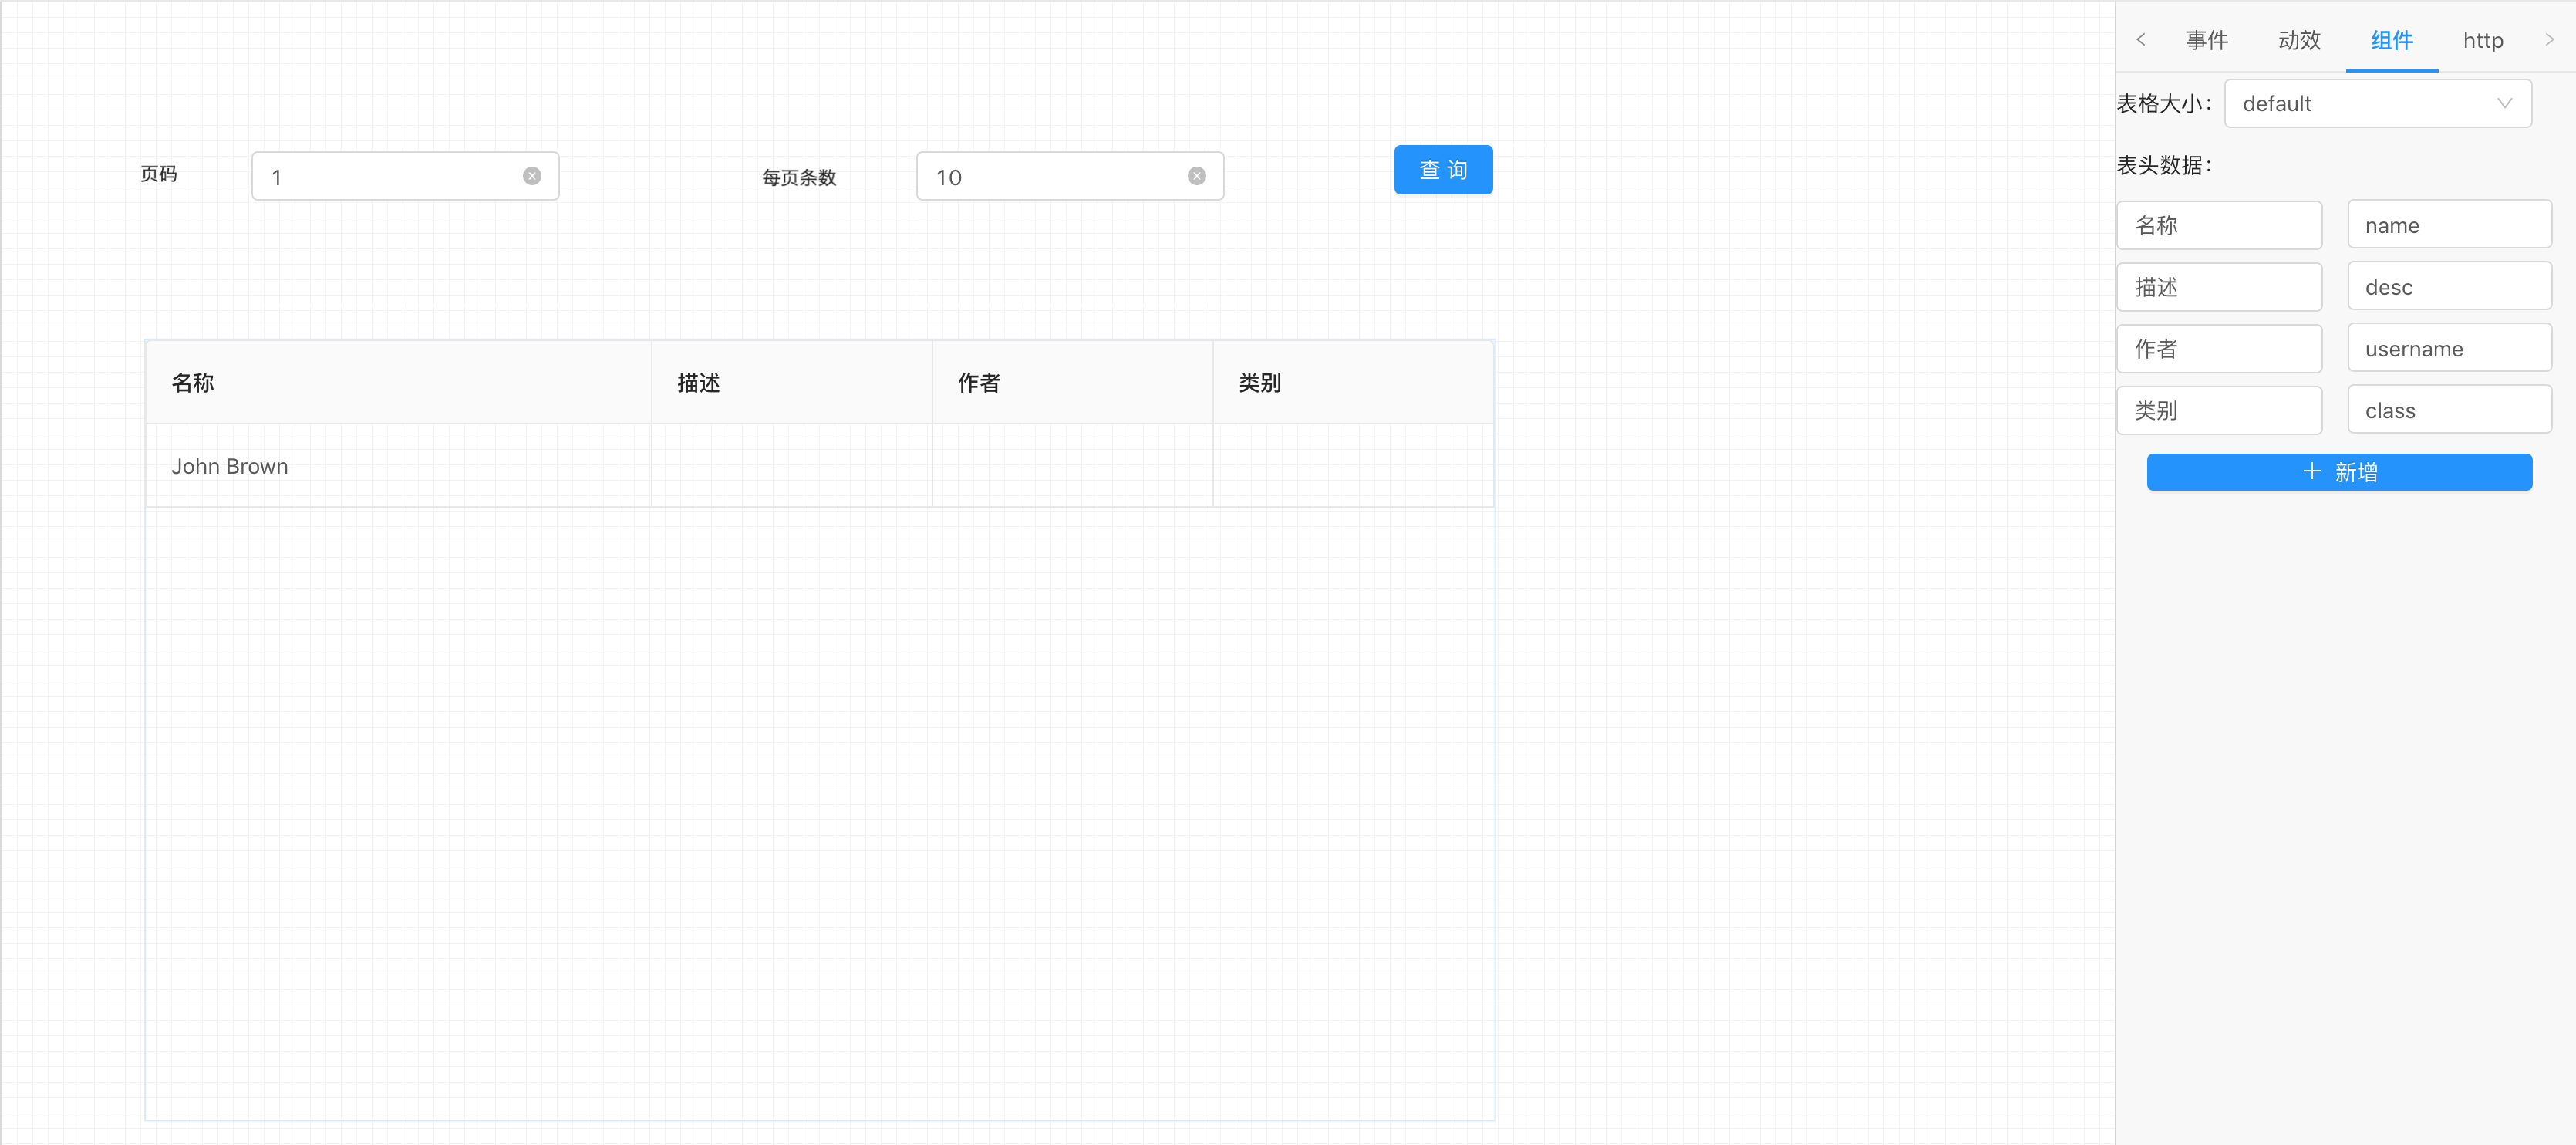 页码 1 每页条数 10 查 询
名称 描述 作者 类别
John Brown
事件 动效 组件 http
表格大小: default
表头数据:
名称 name
描述 desc
作者 username
类别 class
+ 新增